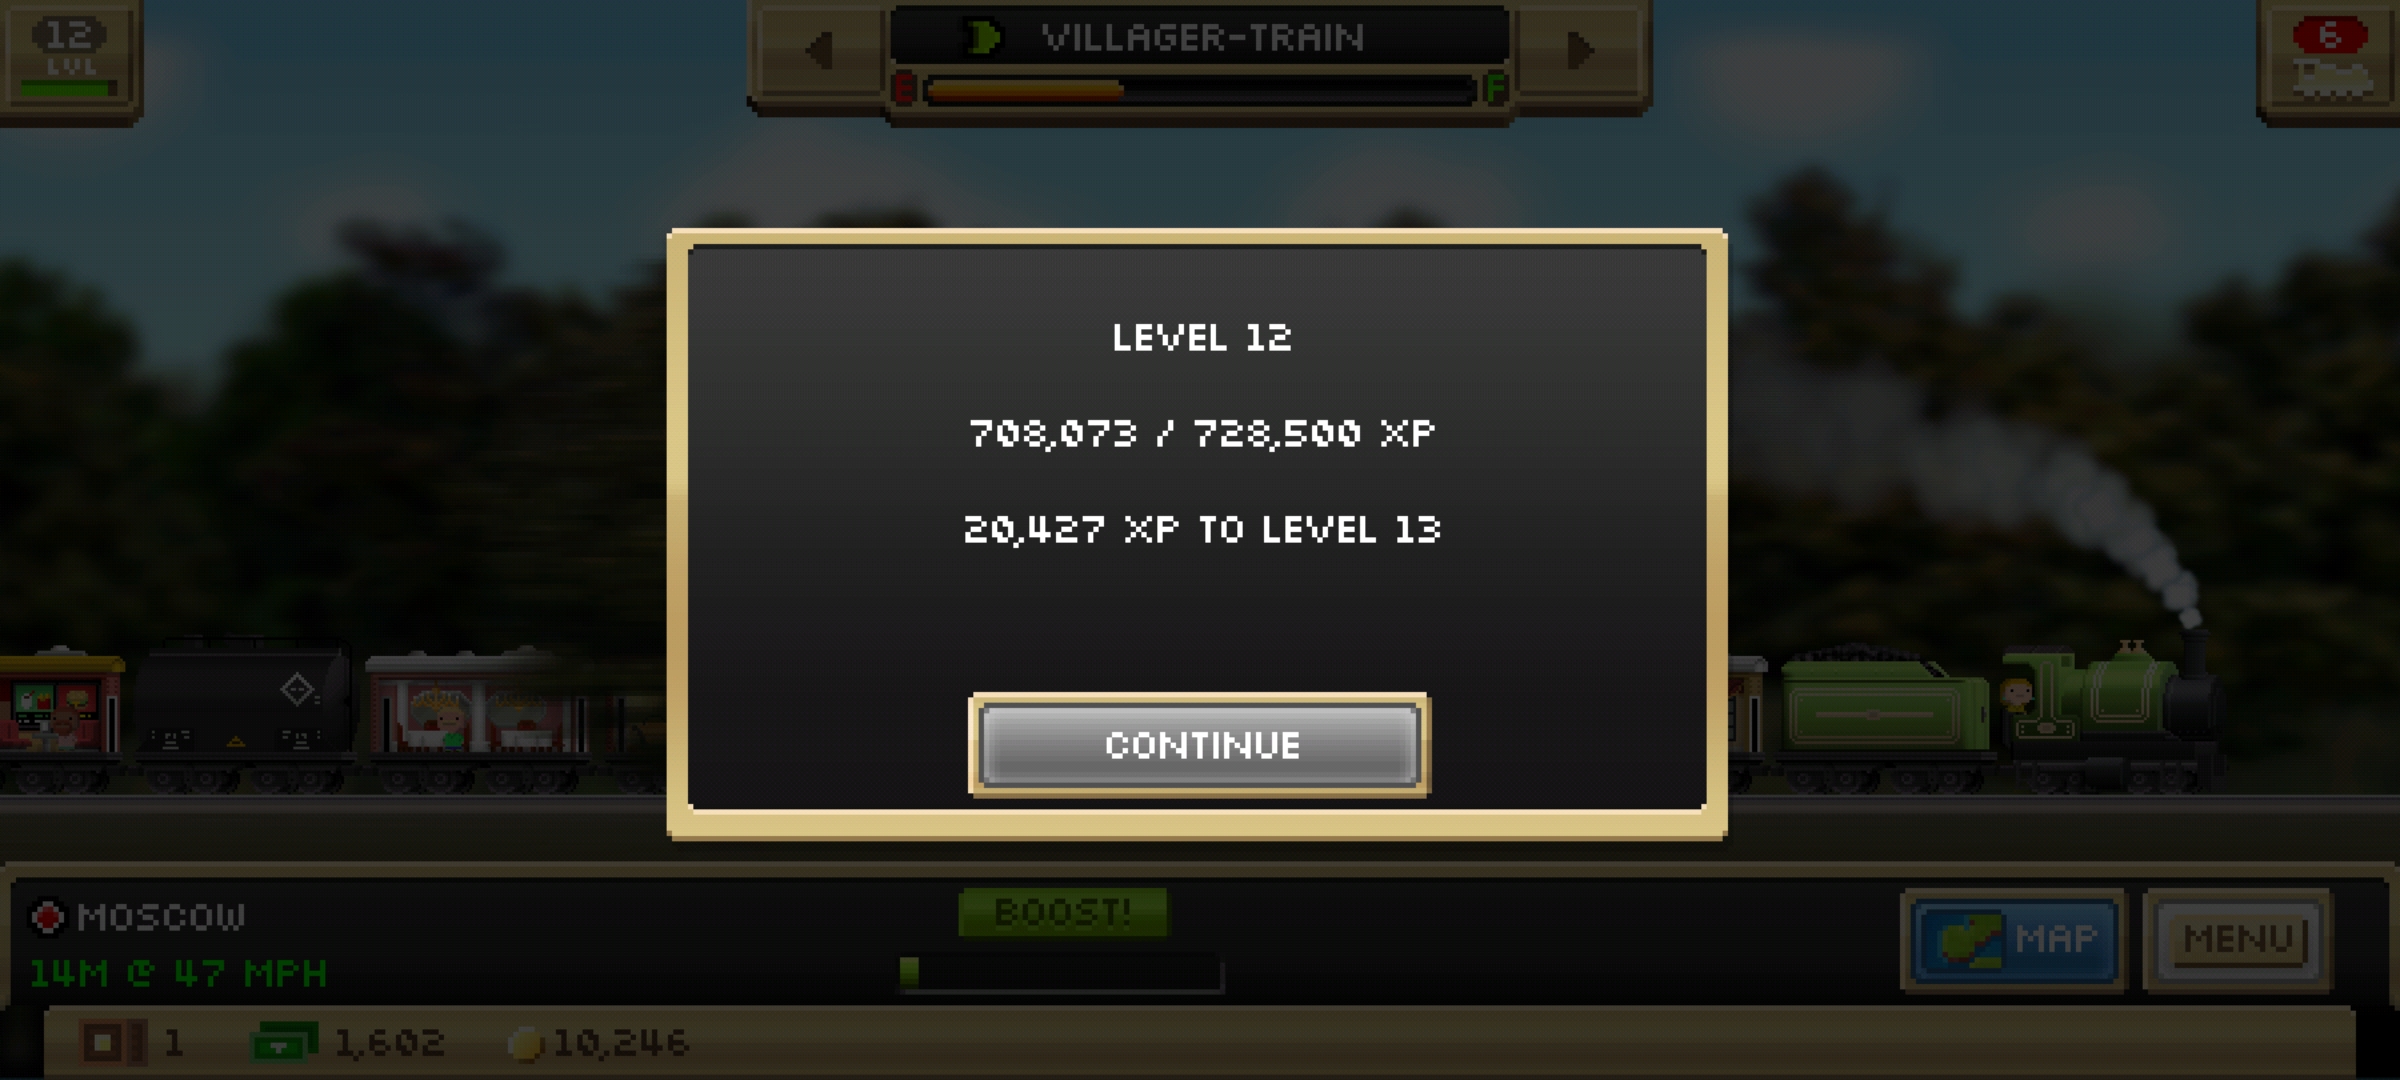 12
LVL
VILLAGER-TRAIN
E
F
6
LEVEL 12
708,073 / 728,500 XP
20,427 XP TO LEVEL 13
CONTINUE
MOSCOW
14M @ 47 MPH
BOOST!
MAP
MENU
1
1,602
10,246